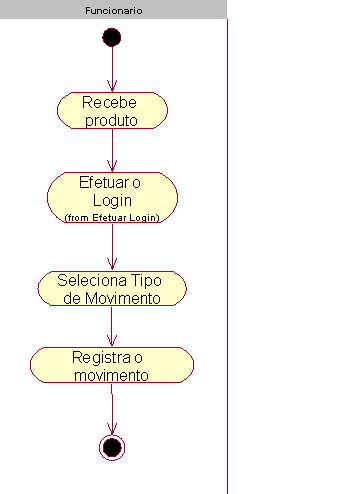 Funcionario
Recebe
produto
Efetuar o
Login
(from Efetuar Login)
Seleciona Tipo
de Movimento
Registra o
movimento